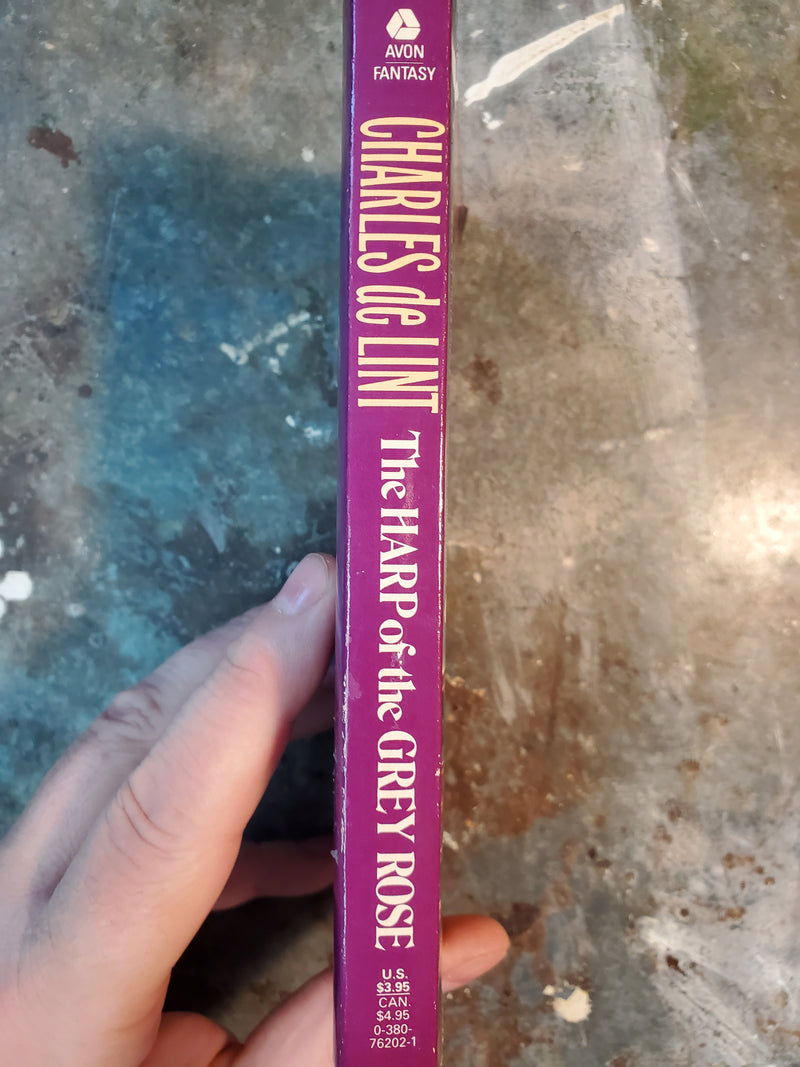 AVON
FANTASY
CHARLES de LINT
The HARP of the GREY ROSE
U.S.
$3.95
CAN.
$4.95
0-380-
76202-1